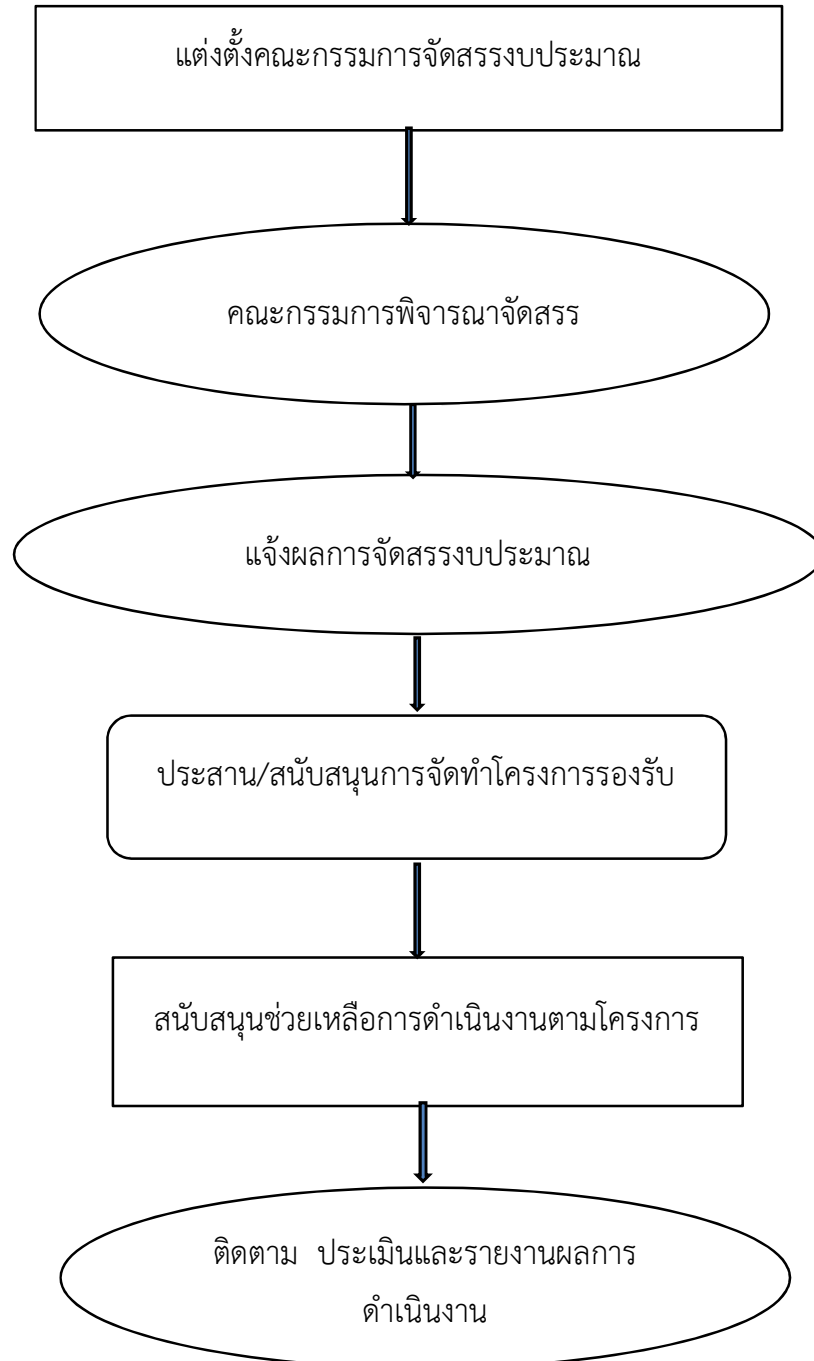 แต่งตั้งคณะกรรมการจัดสรรงบประมาณ
คณะกรรมการพิจารณาจัดสรร
แจ้งผลการจัดสรรงบประมาณ
ประสาน/สนับสนุนการจัดทำโครงการรองรับ
สนับสนุนช่วยเหลือการดำเนินงานตามโครงการ
ติดตาม ประเมินและรายงานผลการ
ดำเนินงาน